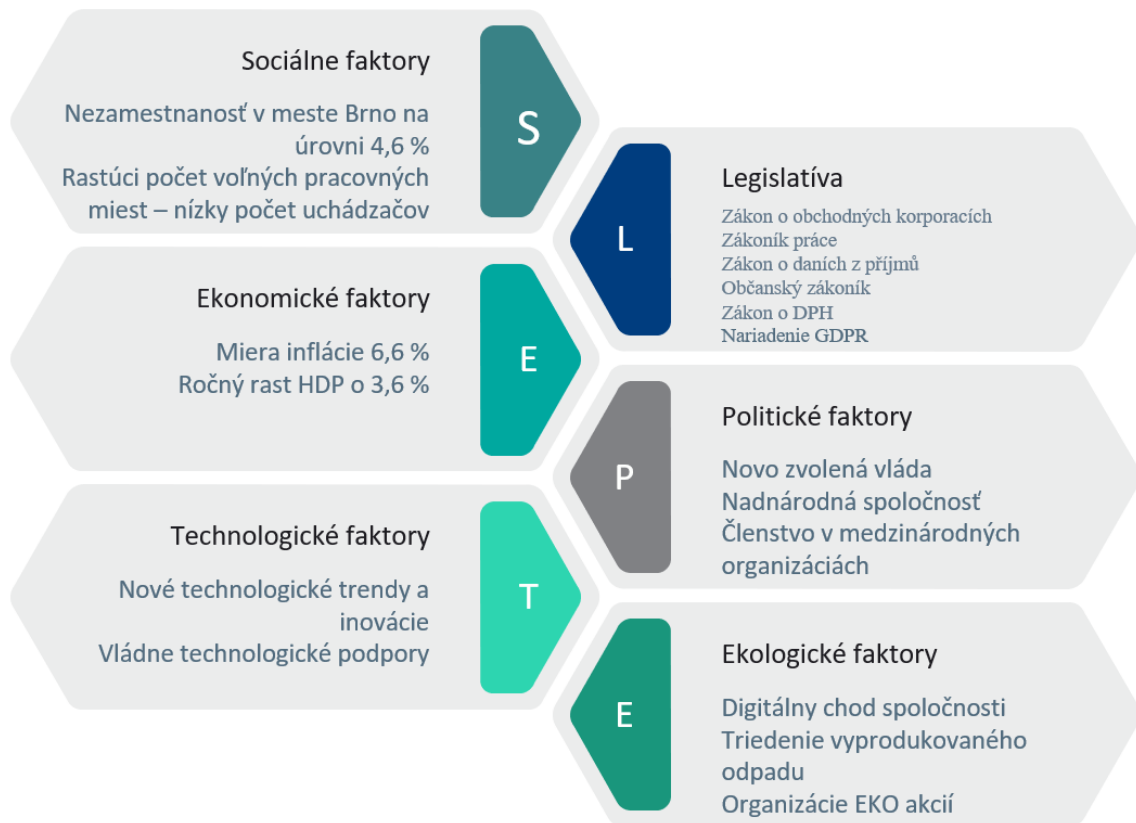 Sociálne faktory
Nezamestnanosť v meste Brno na
úrovni 4,6 %
Rastúci počet voľných pracovných
miest – nízky počet uchádzačov
S
L
Legislatíva
Zákon o obchodných korporacích
Zákoník práce
Zákon o daních z příjmů
Občanský zákoník
Zákon o DPH
Nariadenie GDPR
Ekonomické faktory
Miera inflácie 6,6 %
Ročný rast HDP o 3,6 %
E
P
Politické faktory
Novo zvolená vláda
Nadnárodná spoločnosť
Členstvo v medzinárodných
organizáciách
Technologické faktory
Nové technologické trendy a
inovácie
Vládne technologické podpory
T
E
Ekologické faktory
Digitálny chod spoločnosti
Triedenie vyprodukovaného
odpadu
Organizácie EKO akcií